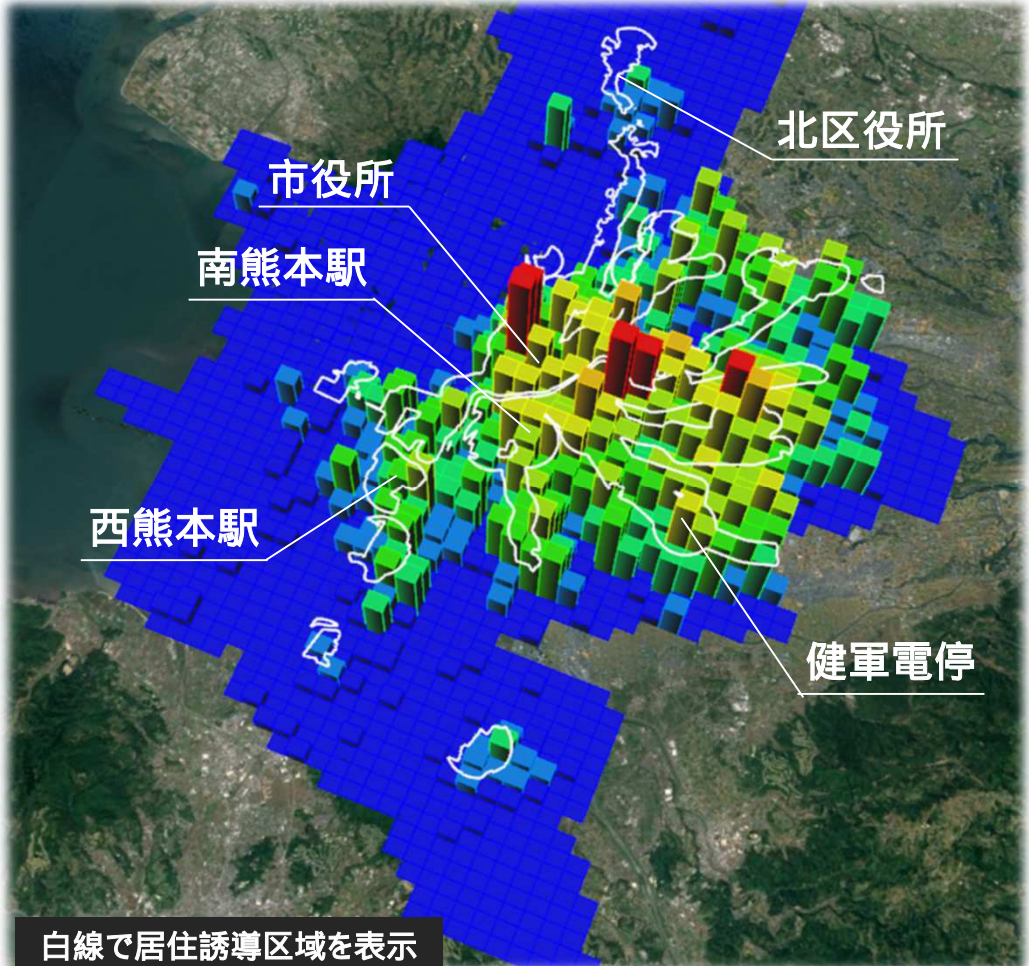 北区役所
市役所
南熊本駅
西熊本駅
健軍電停
白線で居住誘導区域を表示